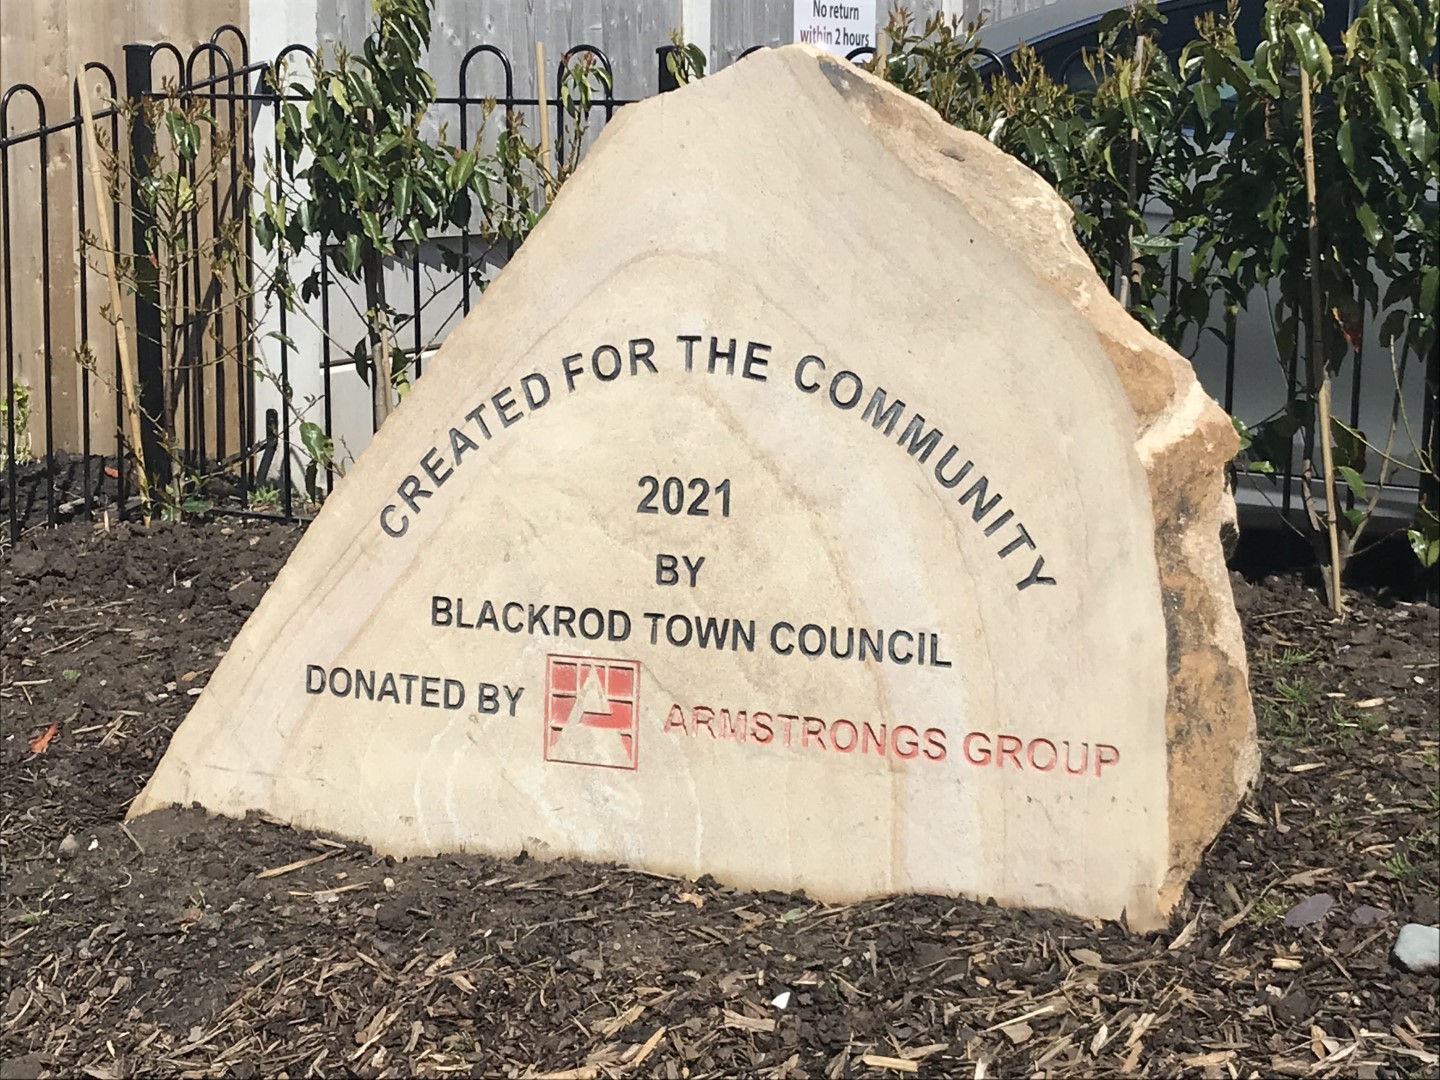 No return
within 2 hours
CREATED FOR THE COMMUNITY
2021
BY
BLACKROD TOWN COUNCIL
DONATED BY A ARMSTRONGS GROUP